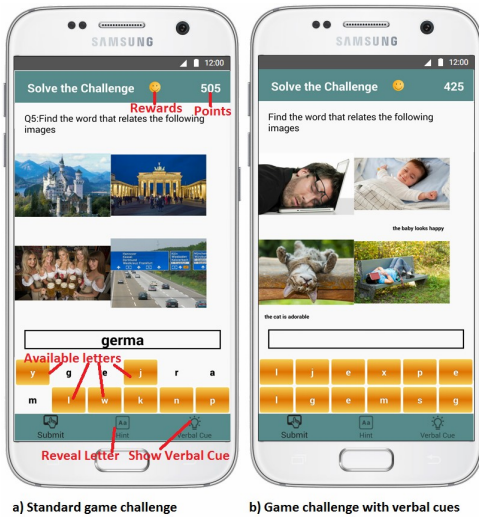 SAMSUNG
12:00
Solve the Challenge 505
Rewards Points
Q5:Find the word that relates the following
images
germa
Available letters
y g e j r a
m l w k n p
Submit Hint Verbal Cue
Reveal Letter Show Verbal Cue
a) Standard game challenge
SAMSUNG
12:00
Solve the Challenge 425
Find the word that relates the following
images
the baby looks happy
the cat is adorable
l j e x p e
l g e m s g
Submit Hint Verbal Cue
b) Game challenge with verbal cues